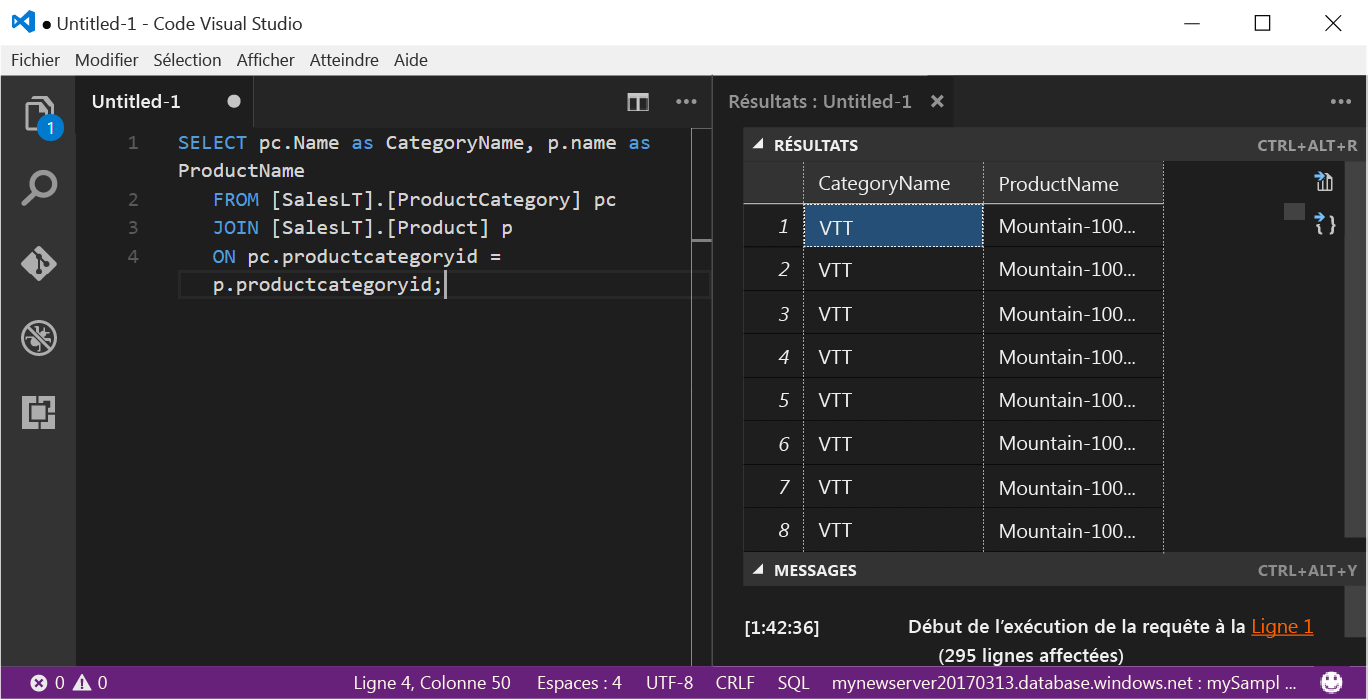 ● Untitled-1 - Code Visual Studio
Fichier Modifier Sélection Afficher Atteindre Aide
1
Untitled-1
1 SELECT pc.Name as CategoryName, p.name as
ProductName
2 FROM [SalesLT].[ProductCategory] pc
3 JOIN [SalesLT].[Product] p
4 ON pc.productcategoryid =
p.productcategoryid;
Résultats : Untitled-1
RÉSULTATS CTRL+ALT+R
CategoryName ProductName
1 VTT Mountain-100...
2 VTT Mountain-100...
3 VTT Mountain-100...
4 VTT Mountain-100...
5 VTT Mountain-100...
6 VTT Mountain-100...
7 VTT Mountain-100...
8 VTT Mountain-100...
MESSAGES CTRL+ALT+Y
[1:42:36] Début de l’exécution de la requête à la Ligne 1
(295 lignes affectées)
0 0 Ligne 4, Colonne 50 Espaces : 4 UTF-8 CRLF SQL mynewserver20170313.database.windows.net : mySampl ...